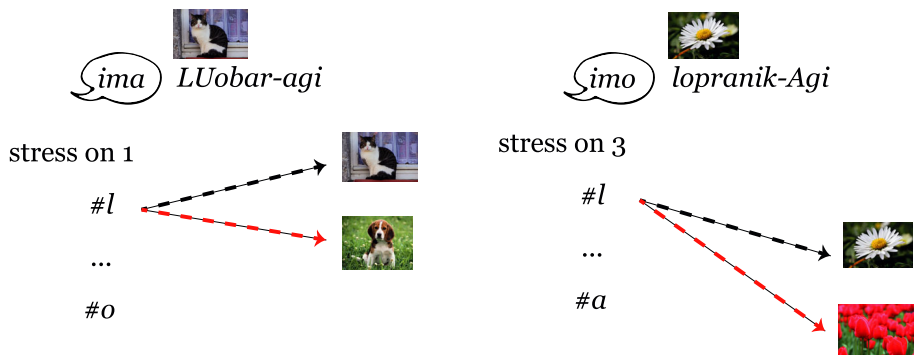 ima LUobar-agi
stress on 1
#l
...
#o
imo lopranik-Agi
stress on 3
#l
...
#a